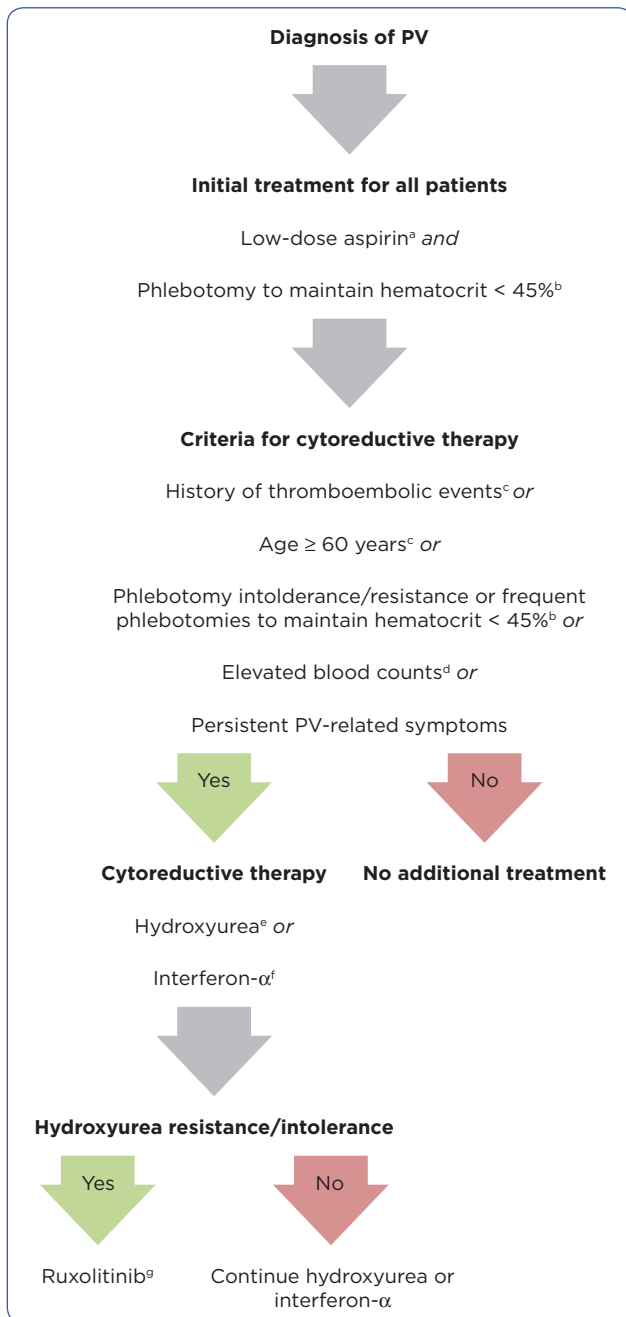 Diagnosis of PV
Initial treatment for all patients
Low-dose aspirinᵃ and
Phlebotomy to maintain hematocrit < 45%ᵇ
Criteria for cytoreductive therapy
History of thromboembolic eventsᶜ or
Age ≥ 60 yearsᶜ or
Phlebotomy intolderance/resistance or frequent
phlebotomies to maintain hematocrit < 45%ᵇ or
Elevated blood countsᵈ or
Persistent PV-related symptoms
Yes
No
Cytoreductive therapy
No additional treatment
Hydroxyureaᵉ or
Interferon-αᶠ
Hydroxyurea resistance/intolerance
Yes
No
Ruxolitinibᵍ
Continue hydroxyurea or
interferon-α